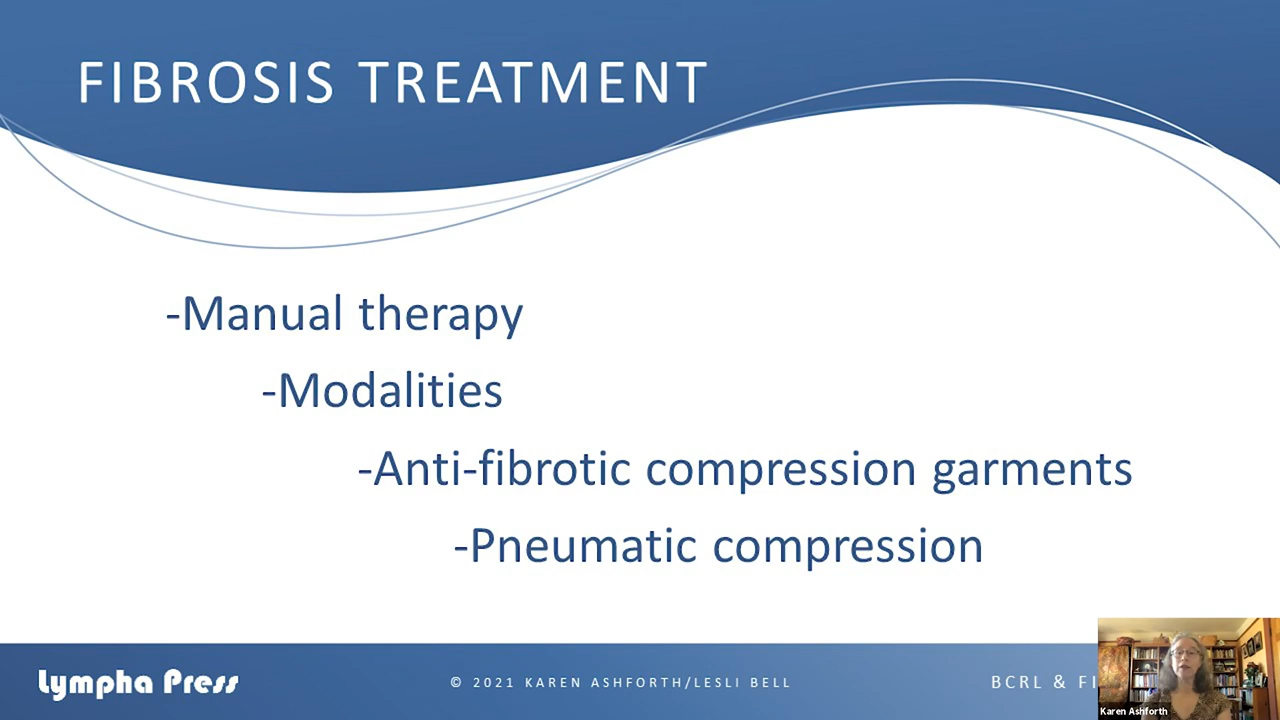 FIBROSIS TREATMENT
-Manual therapy
-Modalities
-Anti-fibrotic compression garments
-Pneumatic compression
Lympha Press
© 2021 KAREN ASHFORTH/LESLI BELL
BCRL & FI
Karen Ashforth